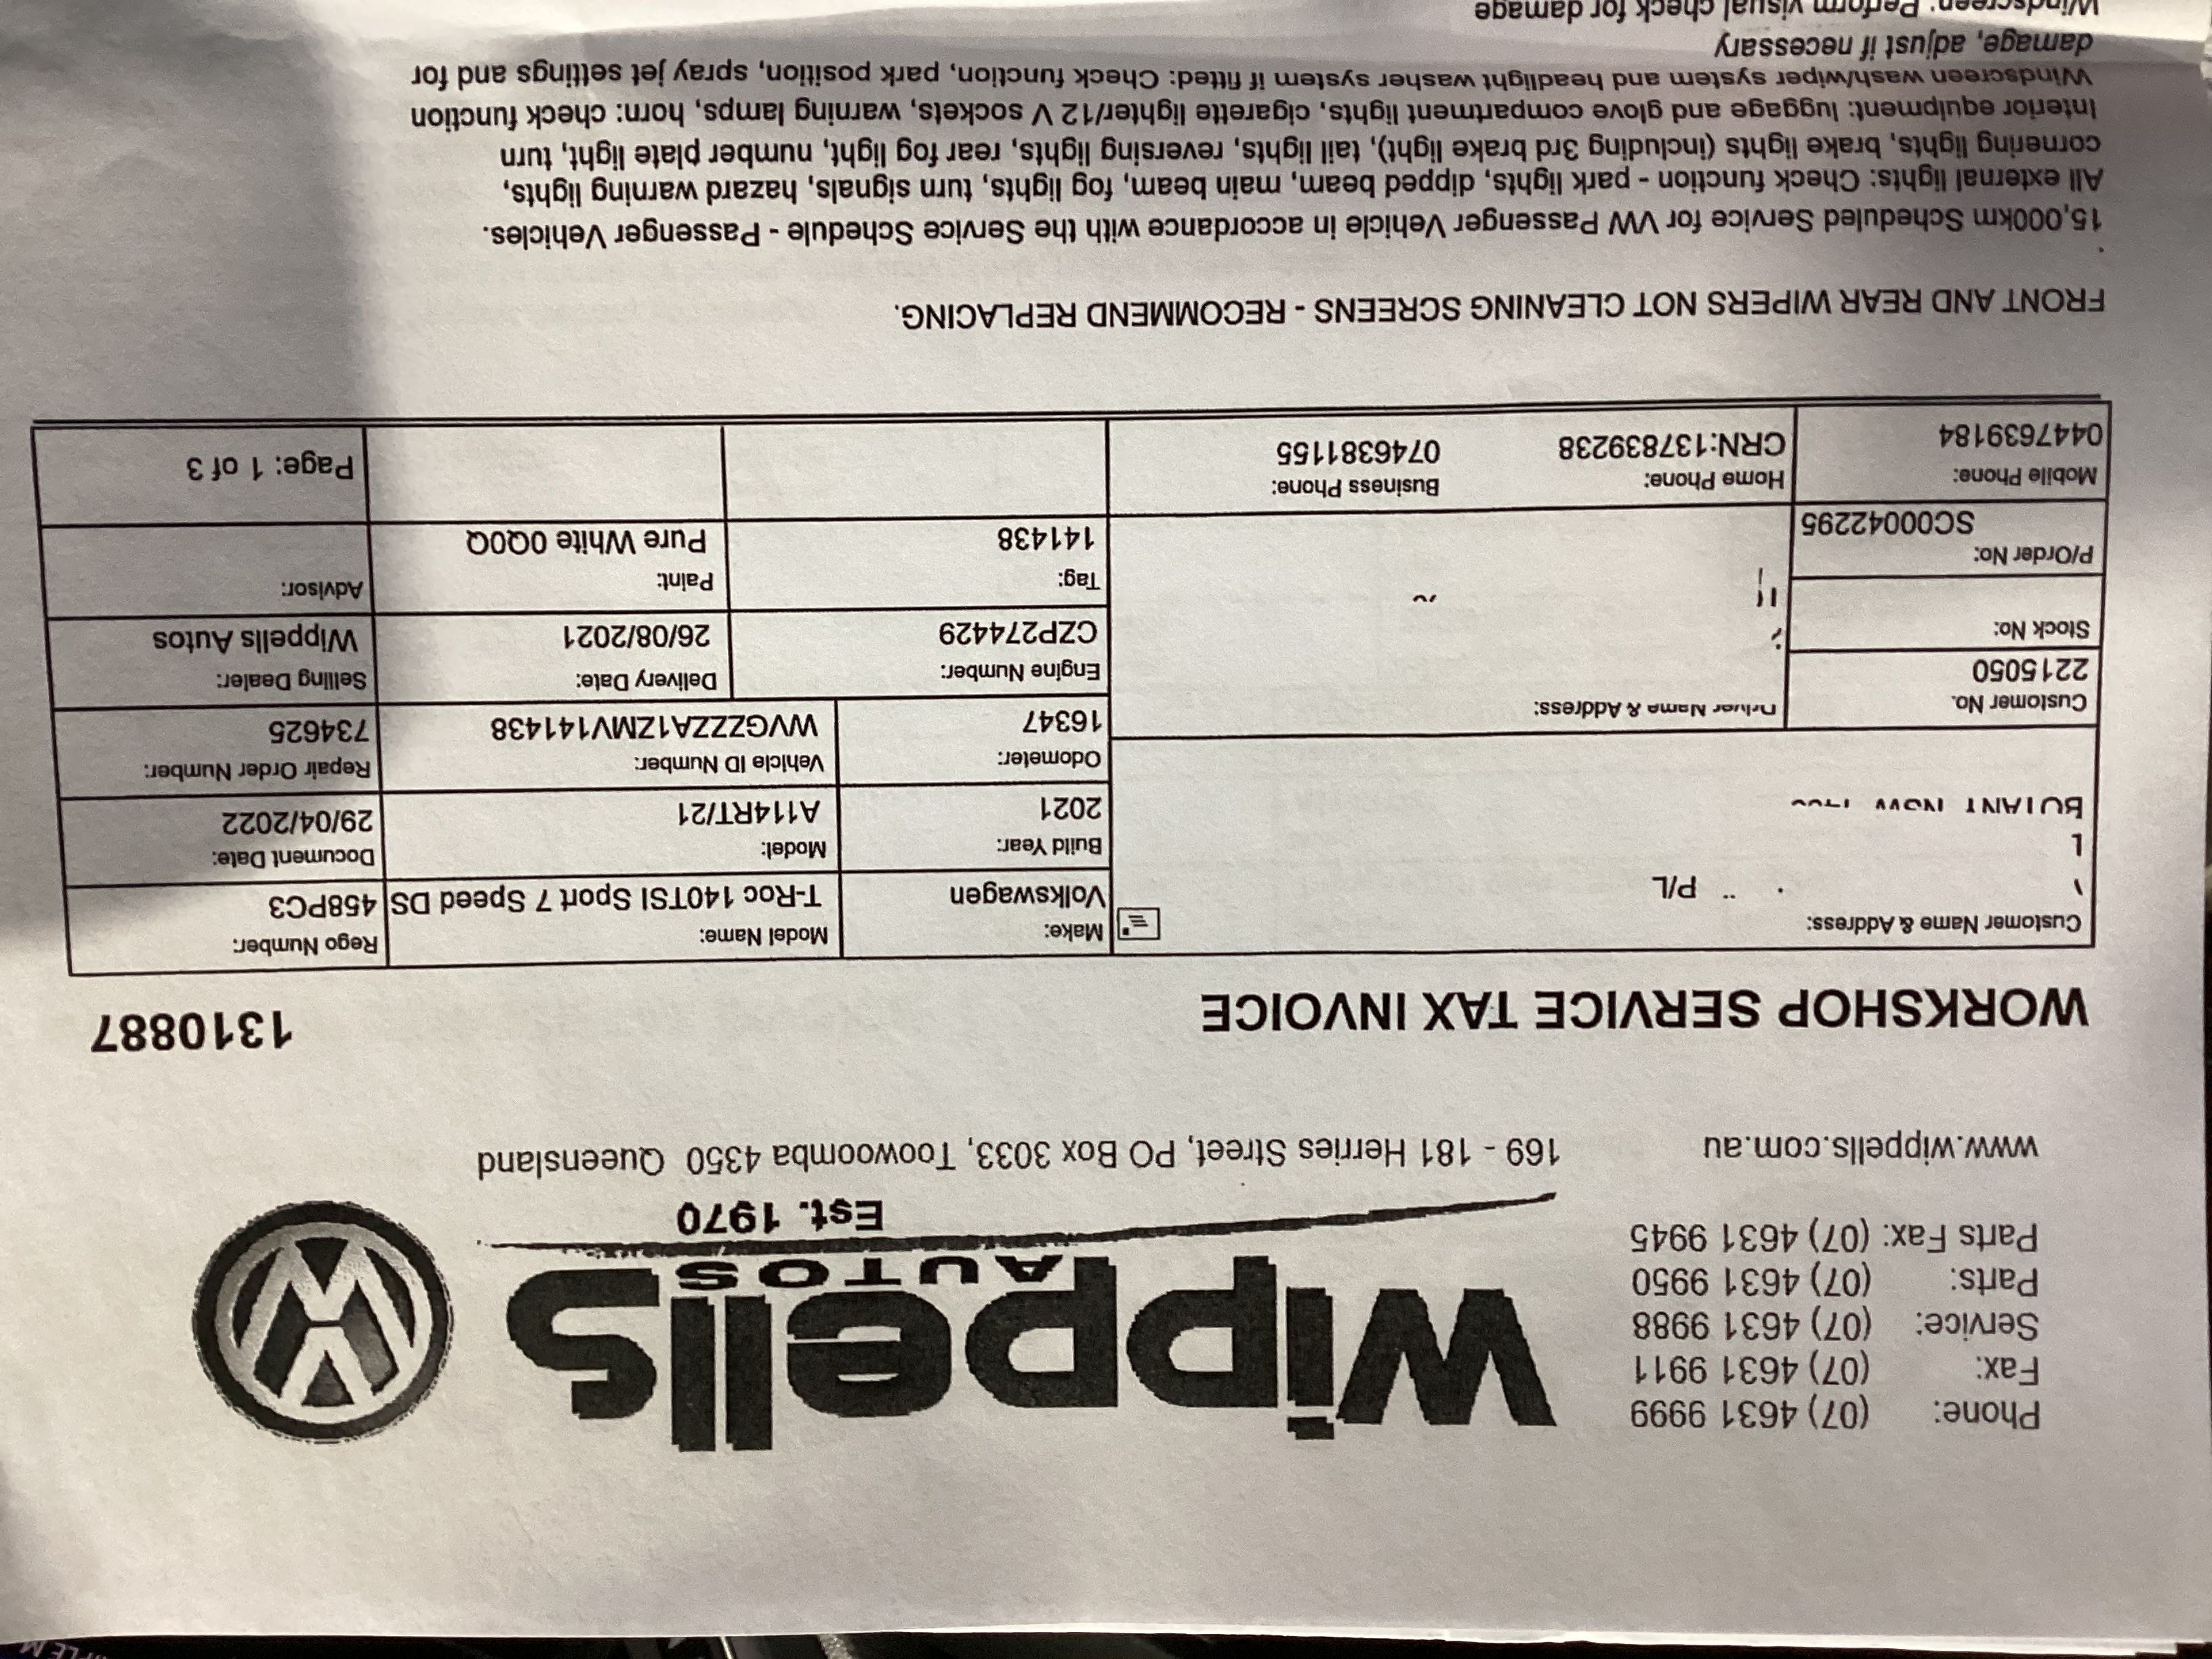 Phone: (07) 4631 9999
Fax: (07) 4631 9911
Service: (07) 4631 9988
Parts: (07) 4631 9950
Parts Fax: (07) 4631 9945
www.wippells.com.au
wippells
AUTOS
Est. 1970
169 - 181 Herries Street, PO Box 3033, Toowoomba 4350 Queensland
WORKSHOP SERVICE TAX INVOICE 1310887
Customer Name & Address:
P/L
Make:
Volkswagen
Model Name:
T-Roc 140TSI Sport 7 Speed DS
Rego Number:
458PC3
Build Year:
2021
Model:
A114RT/21
Document Date:
29/04/2022
Odometer:
16347
Vehicle ID Number:
WVGZZZA1ZMV141438
Repair Order Number:
734625
Customer No.
2215050
Driver Name & Address:
Engine Number:
CZP274429
Delivery Date:
26/08/2021
Selling Dealer:
Wippells Autos
Stock No:
P/Order No:
SC00042295
Tag:
141438
Paint:
Pure White 0Q0Q
Advisor:
Mobile Phone:
0447639184
Home Phone:
CRN:137839238
Business Phone:
0746381155
Page: 1 of 3
FRONT AND REAR WIPERS NOT CLEANING SCREENS - RECOMMEND REPLACING.
.
15,000km Scheduled Service for VW Passenger Vehicle in accordance with the Service Schedule - Passenger Vehicles.
All external lights: Check function - park lights, dipped beam, main beam, fog lights, turn signals, hazard warning lights,
cornering lights, brake lights (including 3rd brake light), tail lights, reversing lights, rear fog light, number plate light, turn
Interior equipment: luggage and glove compartment lights, cigarette lighter/12 V sockets, warning lamps, horn: check function
Windscreen wash/wiper system and headlight washer system if fitted: Check function, park position, spray jet settings and for
damage, adjust if necessary
Windscreen: Perform visual check for damage